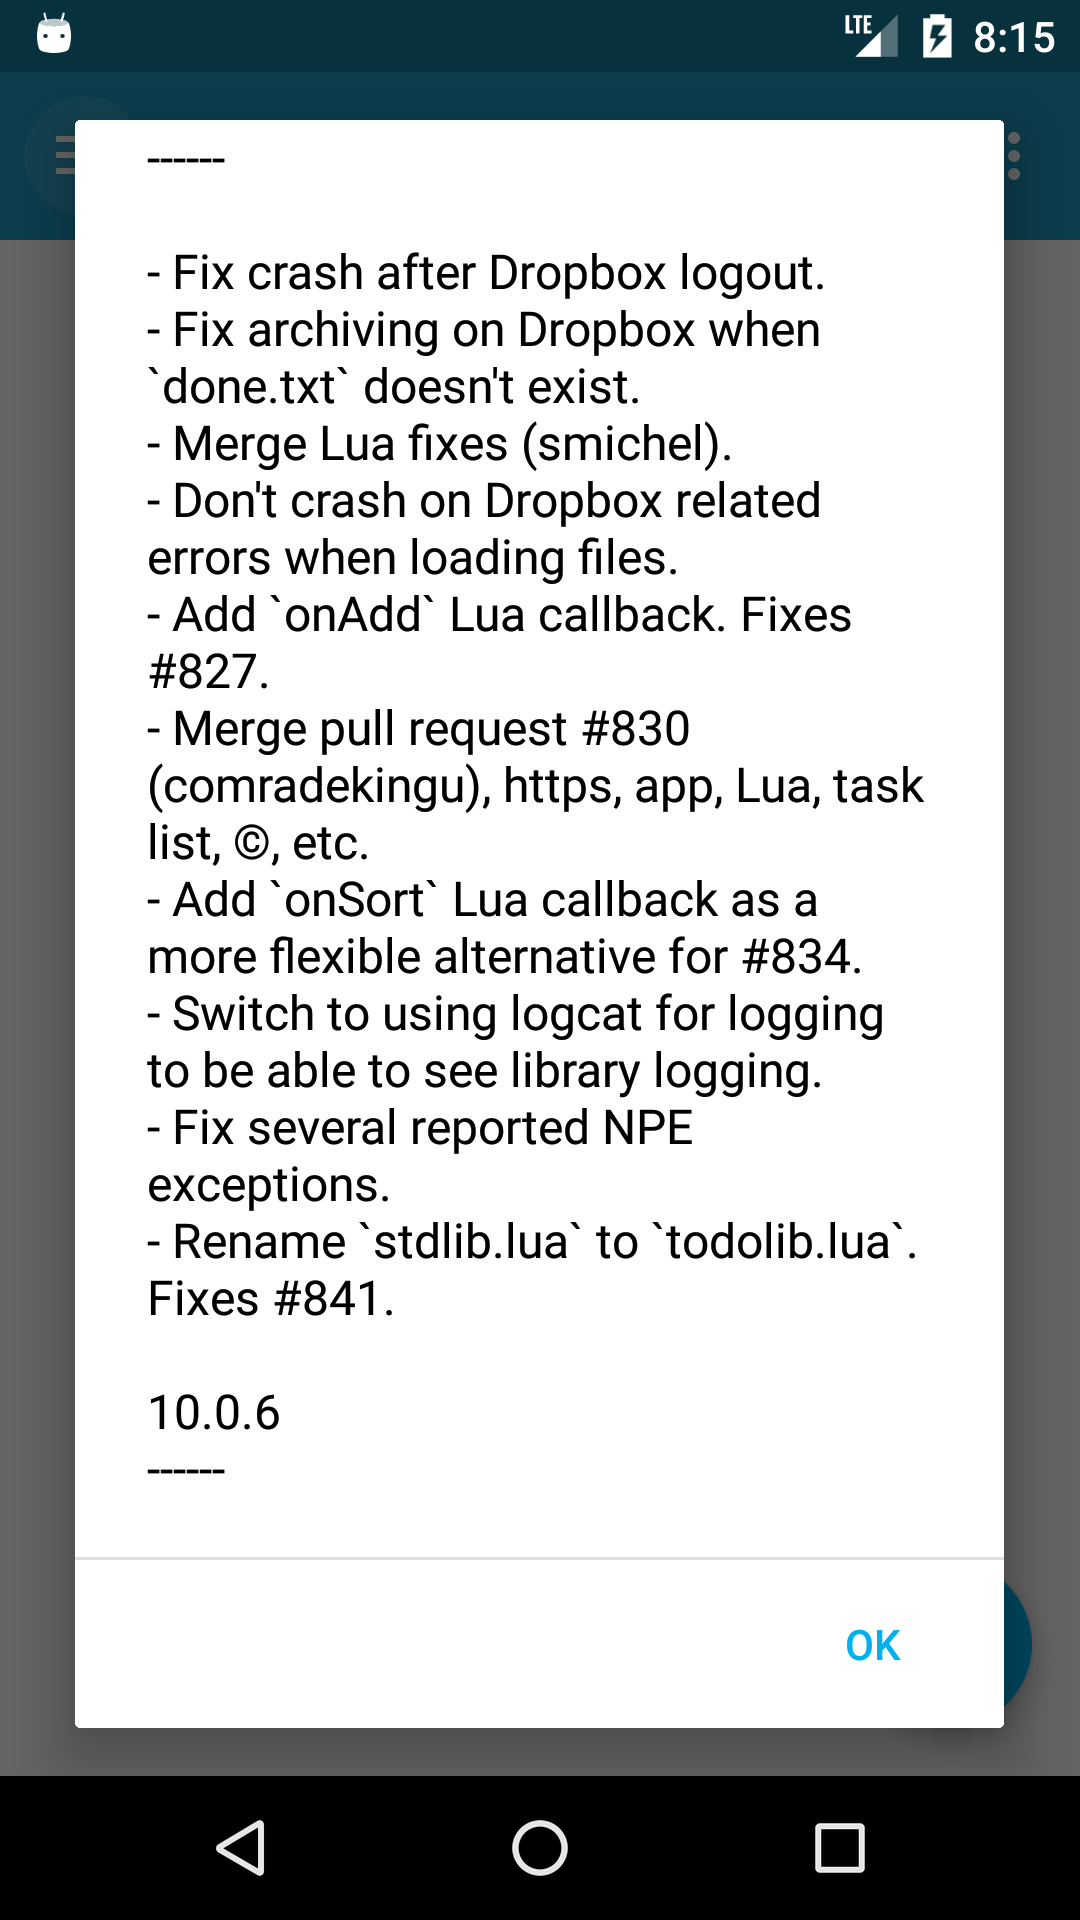 LTE 8:15
------
- Fix crash after Dropbox logout.
- Fix archiving on Dropbox when
`done.txt` doesn't exist.
- Merge Lua fixes (smichel).
- Don't crash on Dropbox related
errors when loading files.
- Add `onAdd` Lua callback. Fixes
#827.
- Merge pull request #830
(comradekingu), https, app, Lua, task
list, ©, etc.
- Add `onSort` Lua callback as a
more flexible alternative for #834.
- Switch to using logcat for logging
to be able to see library logging.
- Fix several reported NPE
exceptions.
- Rename `stdlib.lua` to `todolib.lua`.
Fixes #841.
10.0.6
------
OK